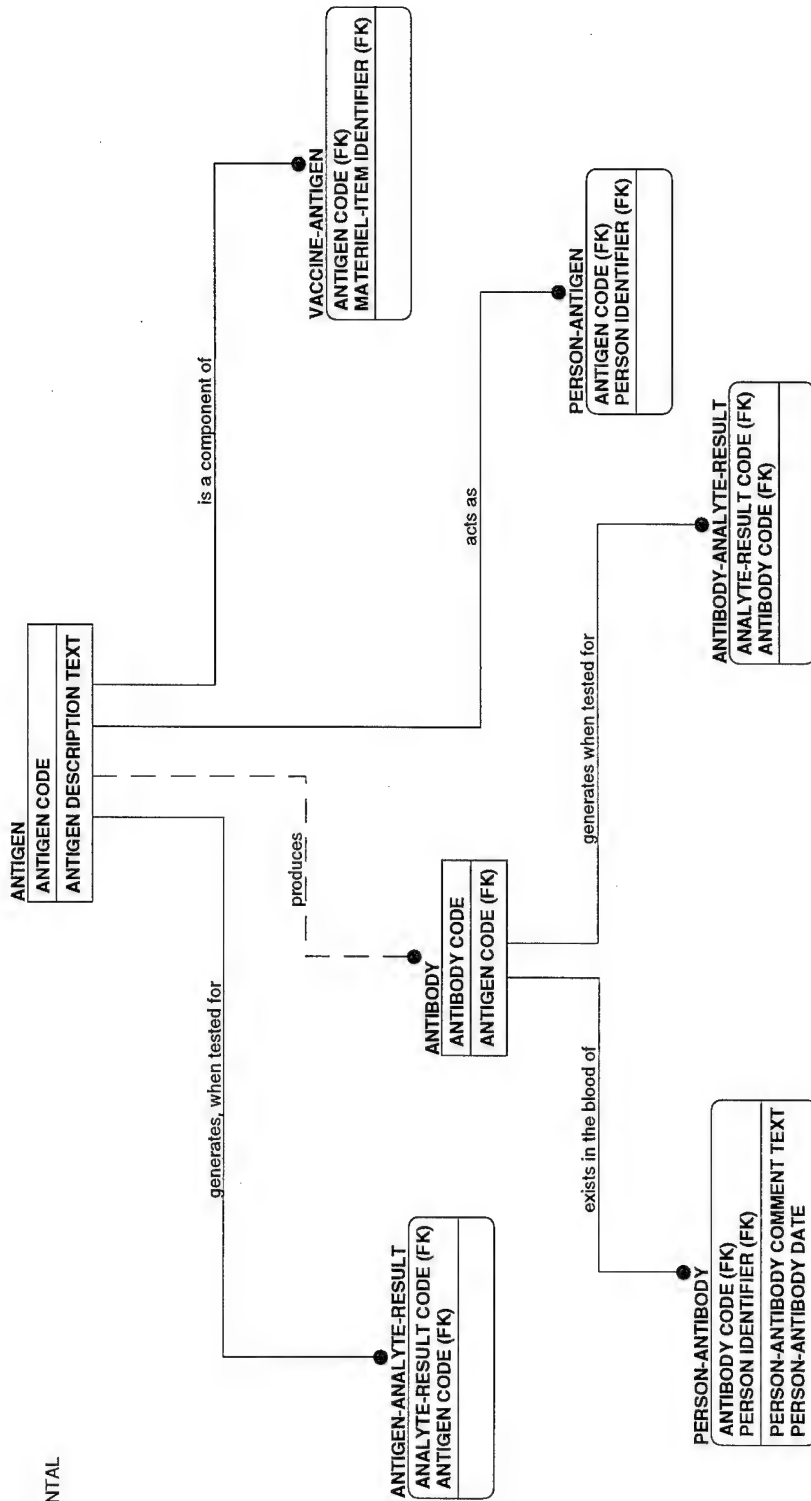 NTAL
ANTIGEN
ANTIGEN CODE
ANTIGEN DESCRIPTION TEXT
generates, when tested for
produces
acts as
is a component of
ANTIGEN-ANALYTE-RESULT
ANALYTE-RESULT CODE (FK)
ANTIGEN CODE (FK)
ANTIBODY
ANTIBODY CODE
ANTIGEN CODE (FK)
PERSON-ANTIGEN
ANTIGEN CODE (FK)
PERSON IDENTIFIER (FK)
VACCINE-ANTIGEN
ANTIGEN CODE (FK)
MATERIEL-ITEM IDENTIFIER (FK)
exists in the blood of
generates when tested for
PERSON-ANTIBODY
ANTIBODY CODE (FK)
PERSON IDENTIFIER (FK)
PERSON-ANTIBODY COMMENT TEXT
PERSON-ANTIBODY DATE
ANTIBODY-ANALYTE-RESULT
ANALYTE-RESULT CODE (FK)
ANTIBODY CODE (FK)